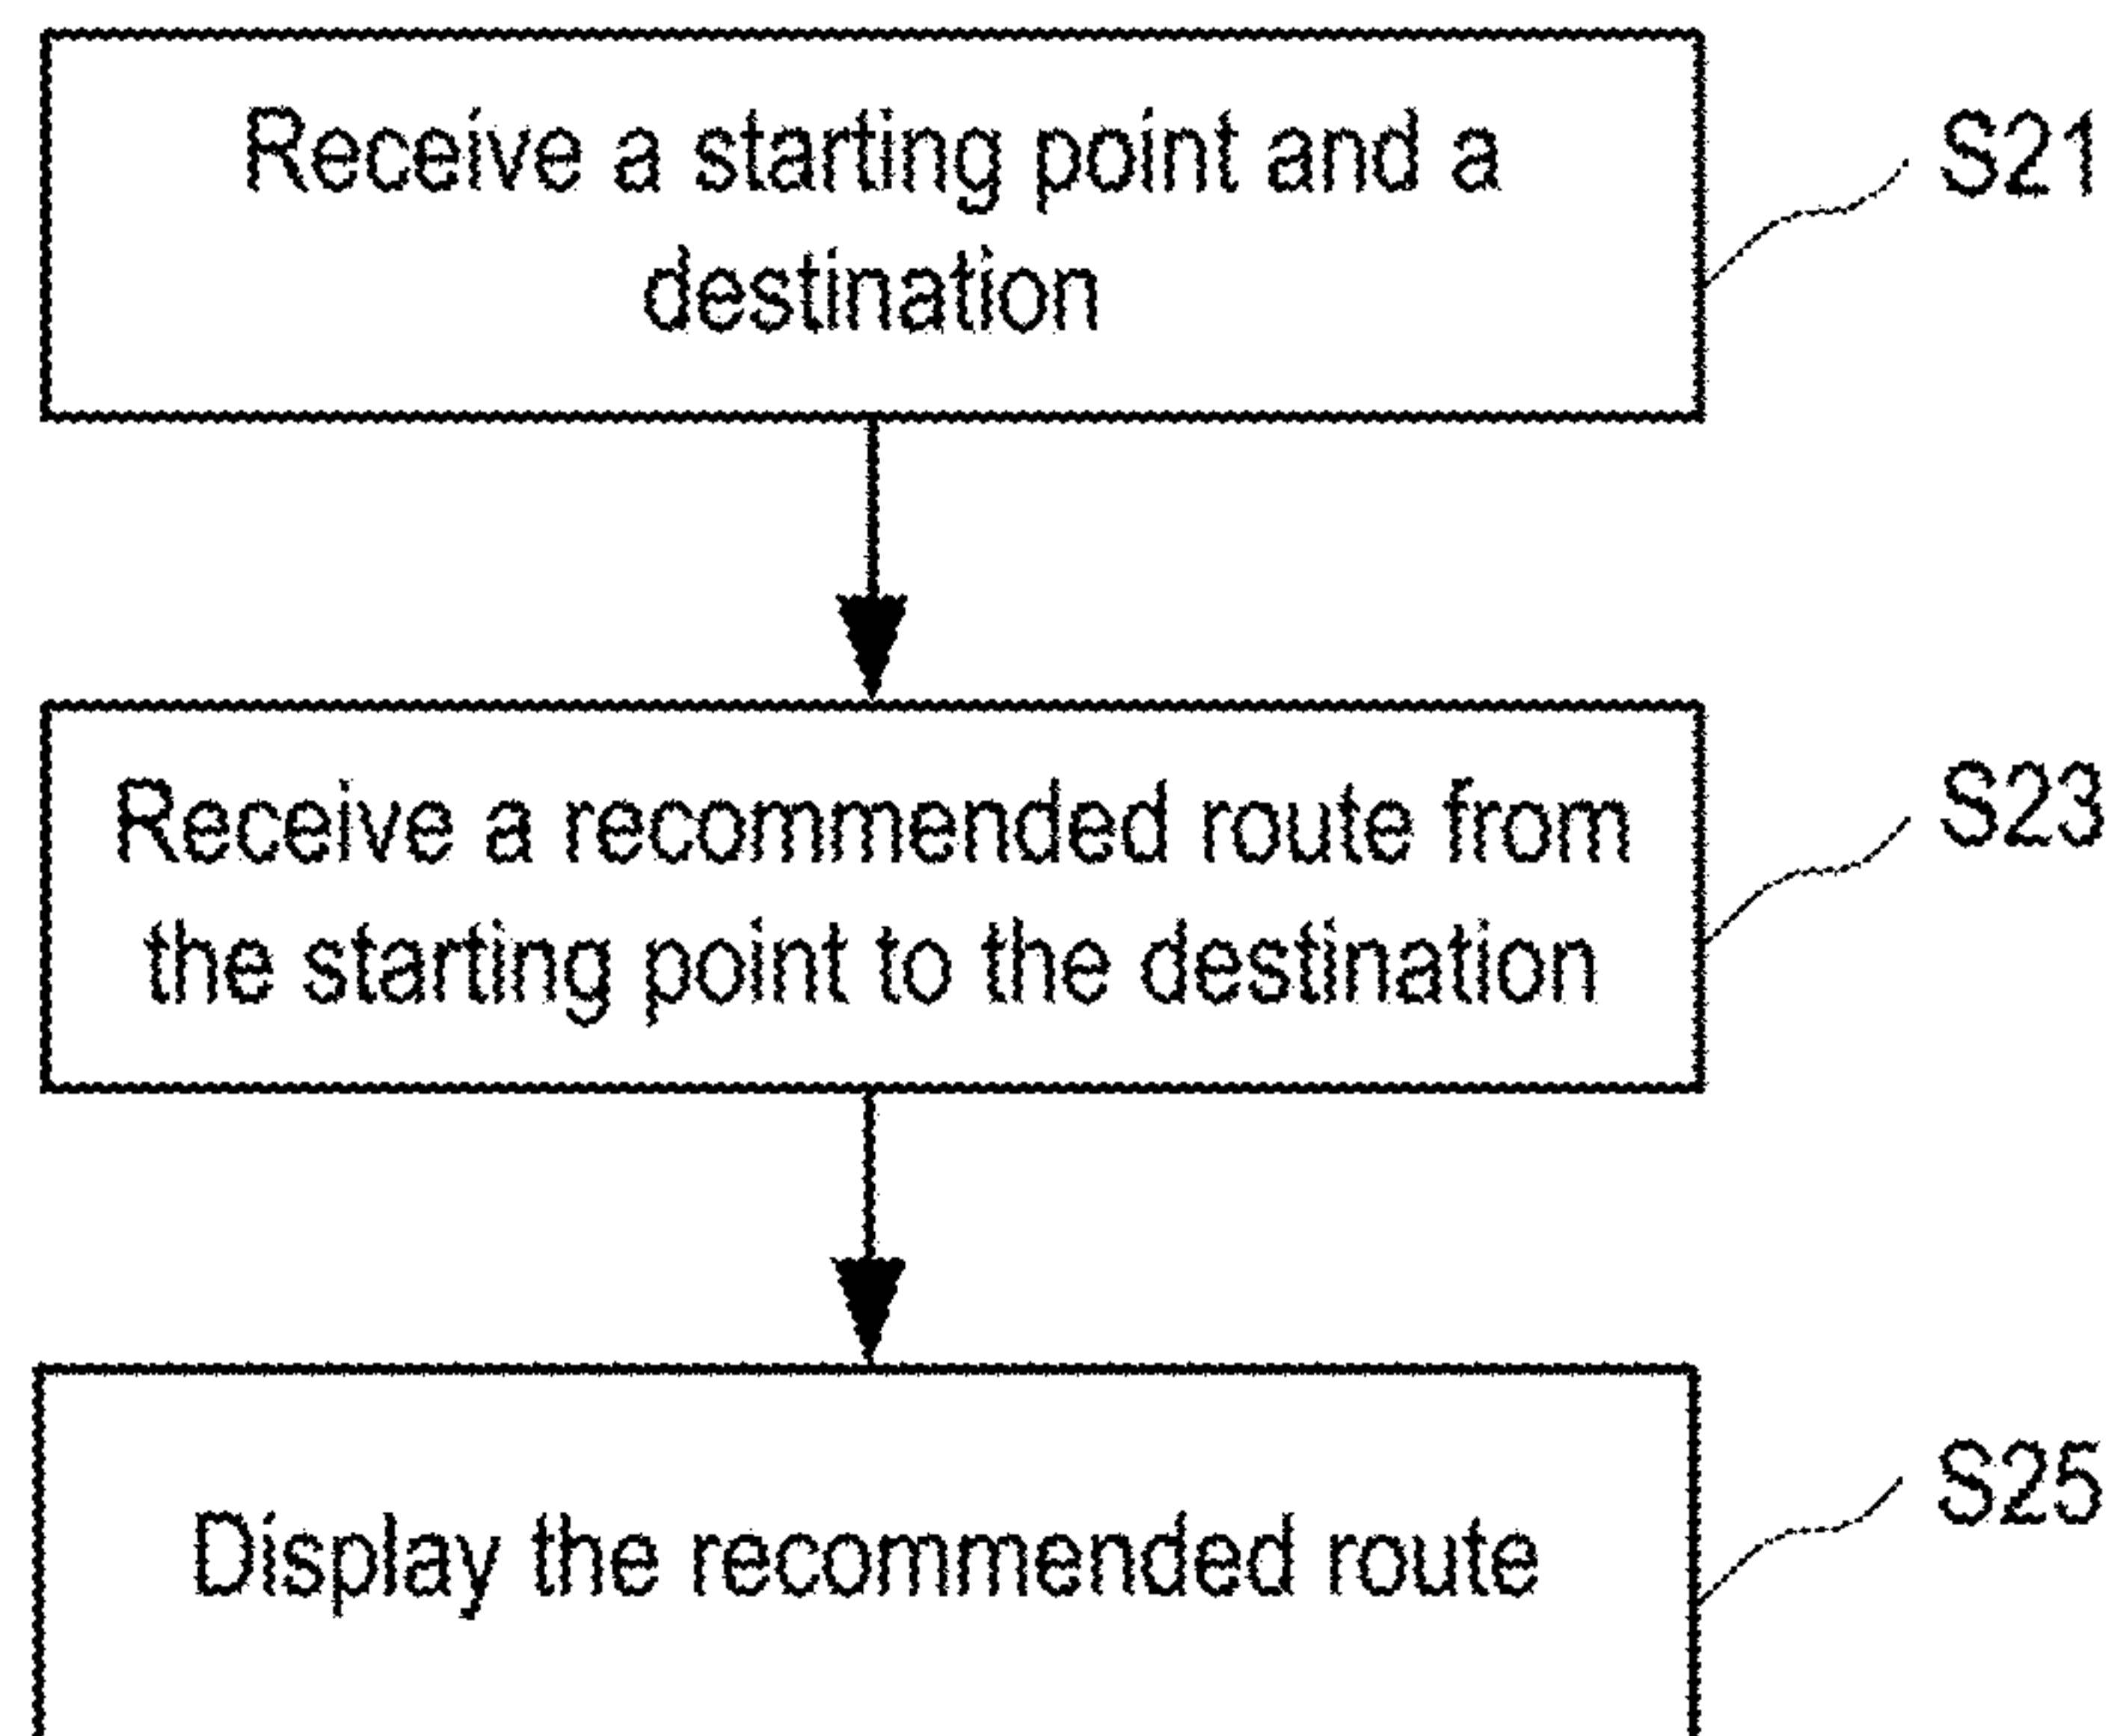 Receive a starting point and a
destination
S21
Receive a recommended route from
the starting point to the destination
S23
Display the recommended route
S25